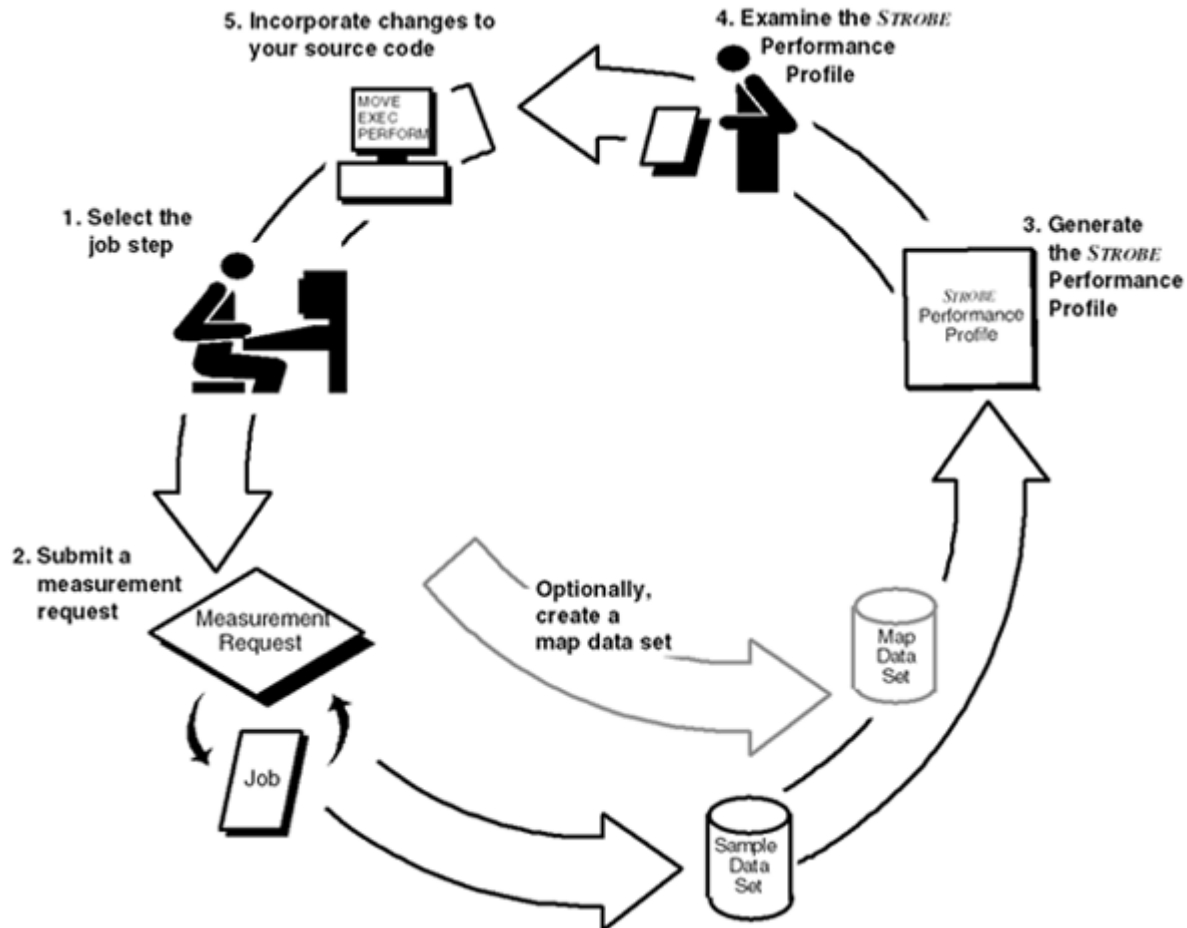 5. Incorporate changes to
your source code
4. Examine the STROBE
Performance
Profile
MOVE
EXEC
PERFORM
1. Select the
job step
3. Generate
the STROBE
Performance
Profile
STROBE
Performance
Profile
2. Submit a
measurement
request
Measurement
Request
Optionally,
create a
map data set
Map
Data
Set
Job
Sample
Data
Set